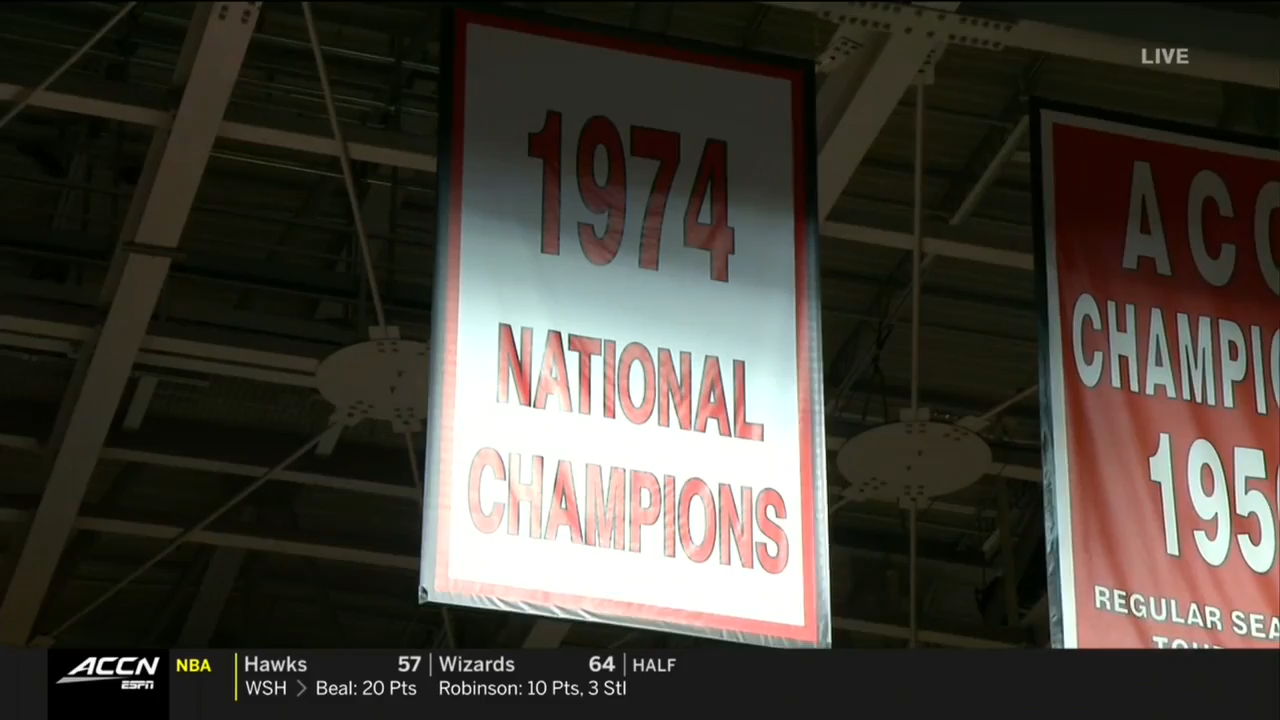 LIVE
1974
NATIONAL
CHAMPIONS
ACC
CHAMPIO
195
REGULAR SEA
ACCN
ESPN
NBA
Hawks 57 Wizards 64 HALF
WSH > Beal: 20 Pts Robinson: 10 Pts, 3 Stl